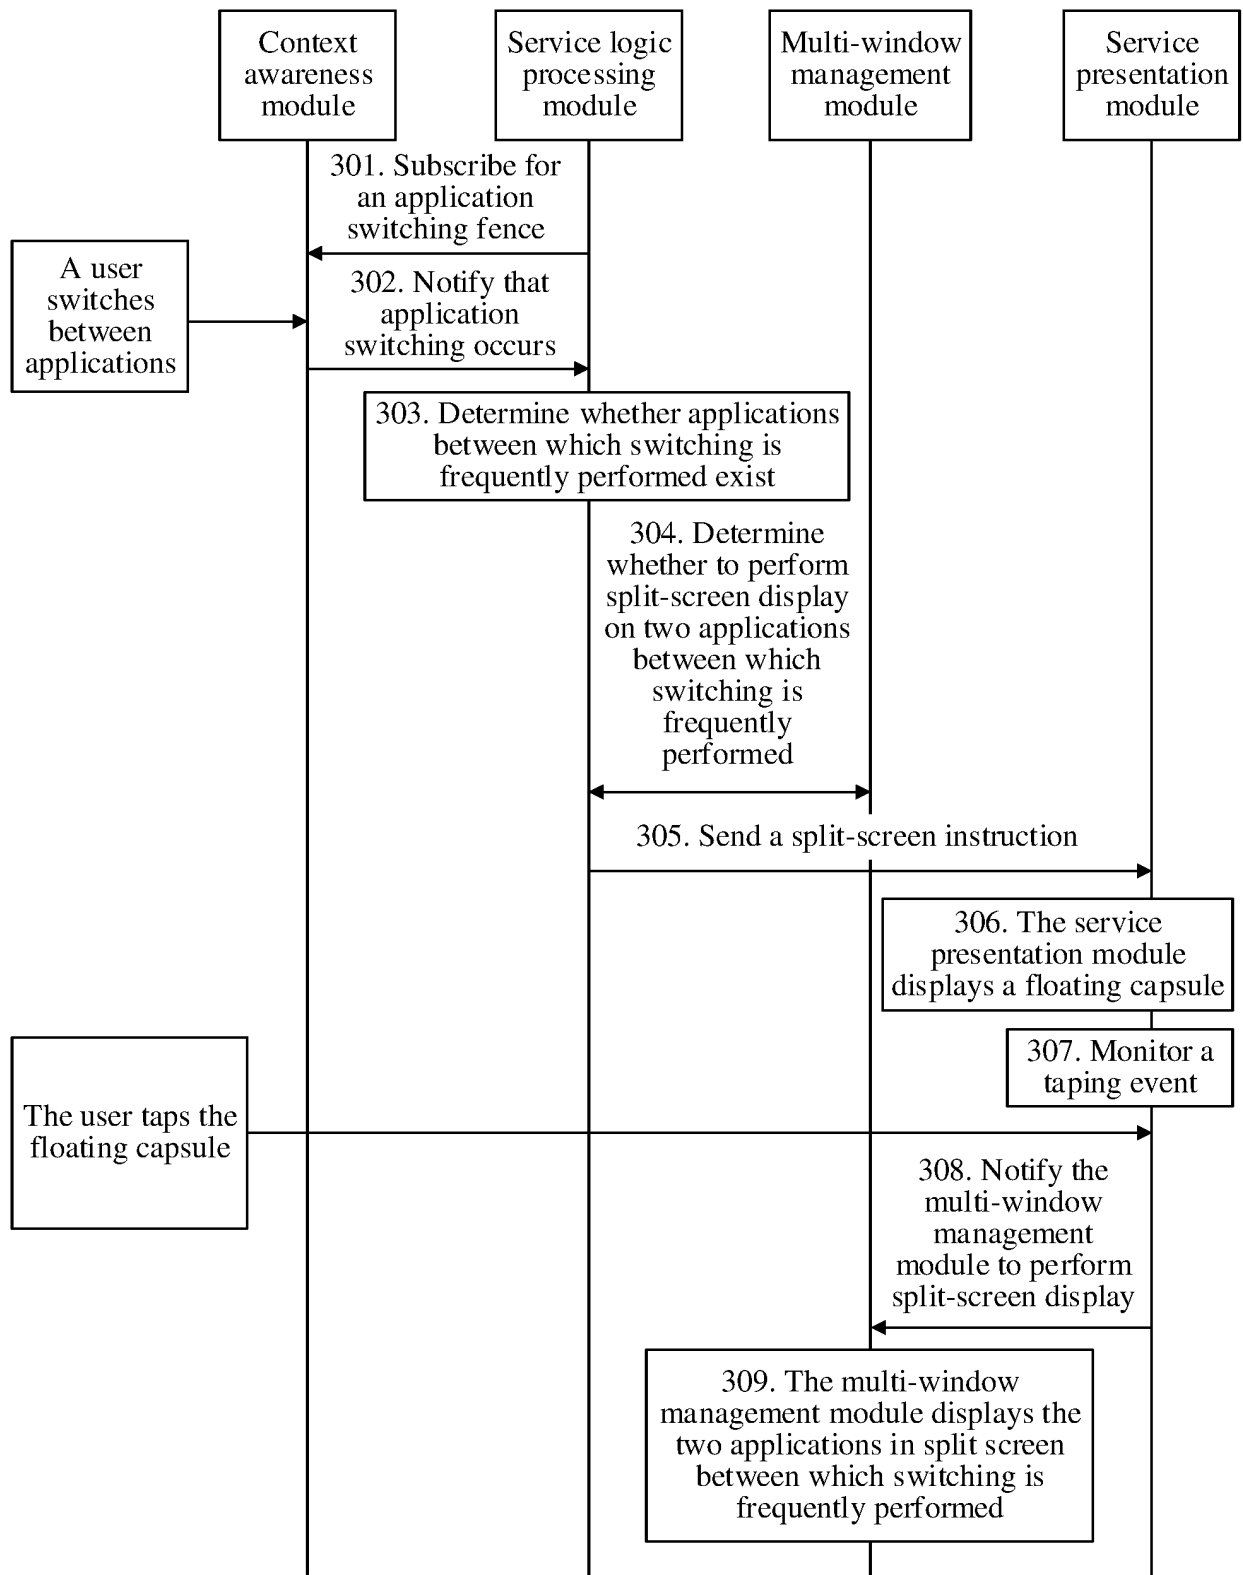 Context
awareness
module
Service logic
processing
module
Multi-window
management
module
Service
presentation
module
301. Subscribe for
an application
switching fence
A user
switches
between
applications
302. Notify that
application
switching occurs
303. Determine whether applications
between which switching is
frequently performed exist
304. Determine
whether to perform
split-screen display
on two applications
between which
switching is
frequently
performed
305. Send a split-screen instruction
306. The service
presentation module
displays a floating capsule
307. Monitor a
taping event
The user taps the
floating capsule
308. Notify the
multi-window
management
module to perform
split-screen display
309. The multi-window
management module displays the
two applications in split screen
between which switching is
frequently performed